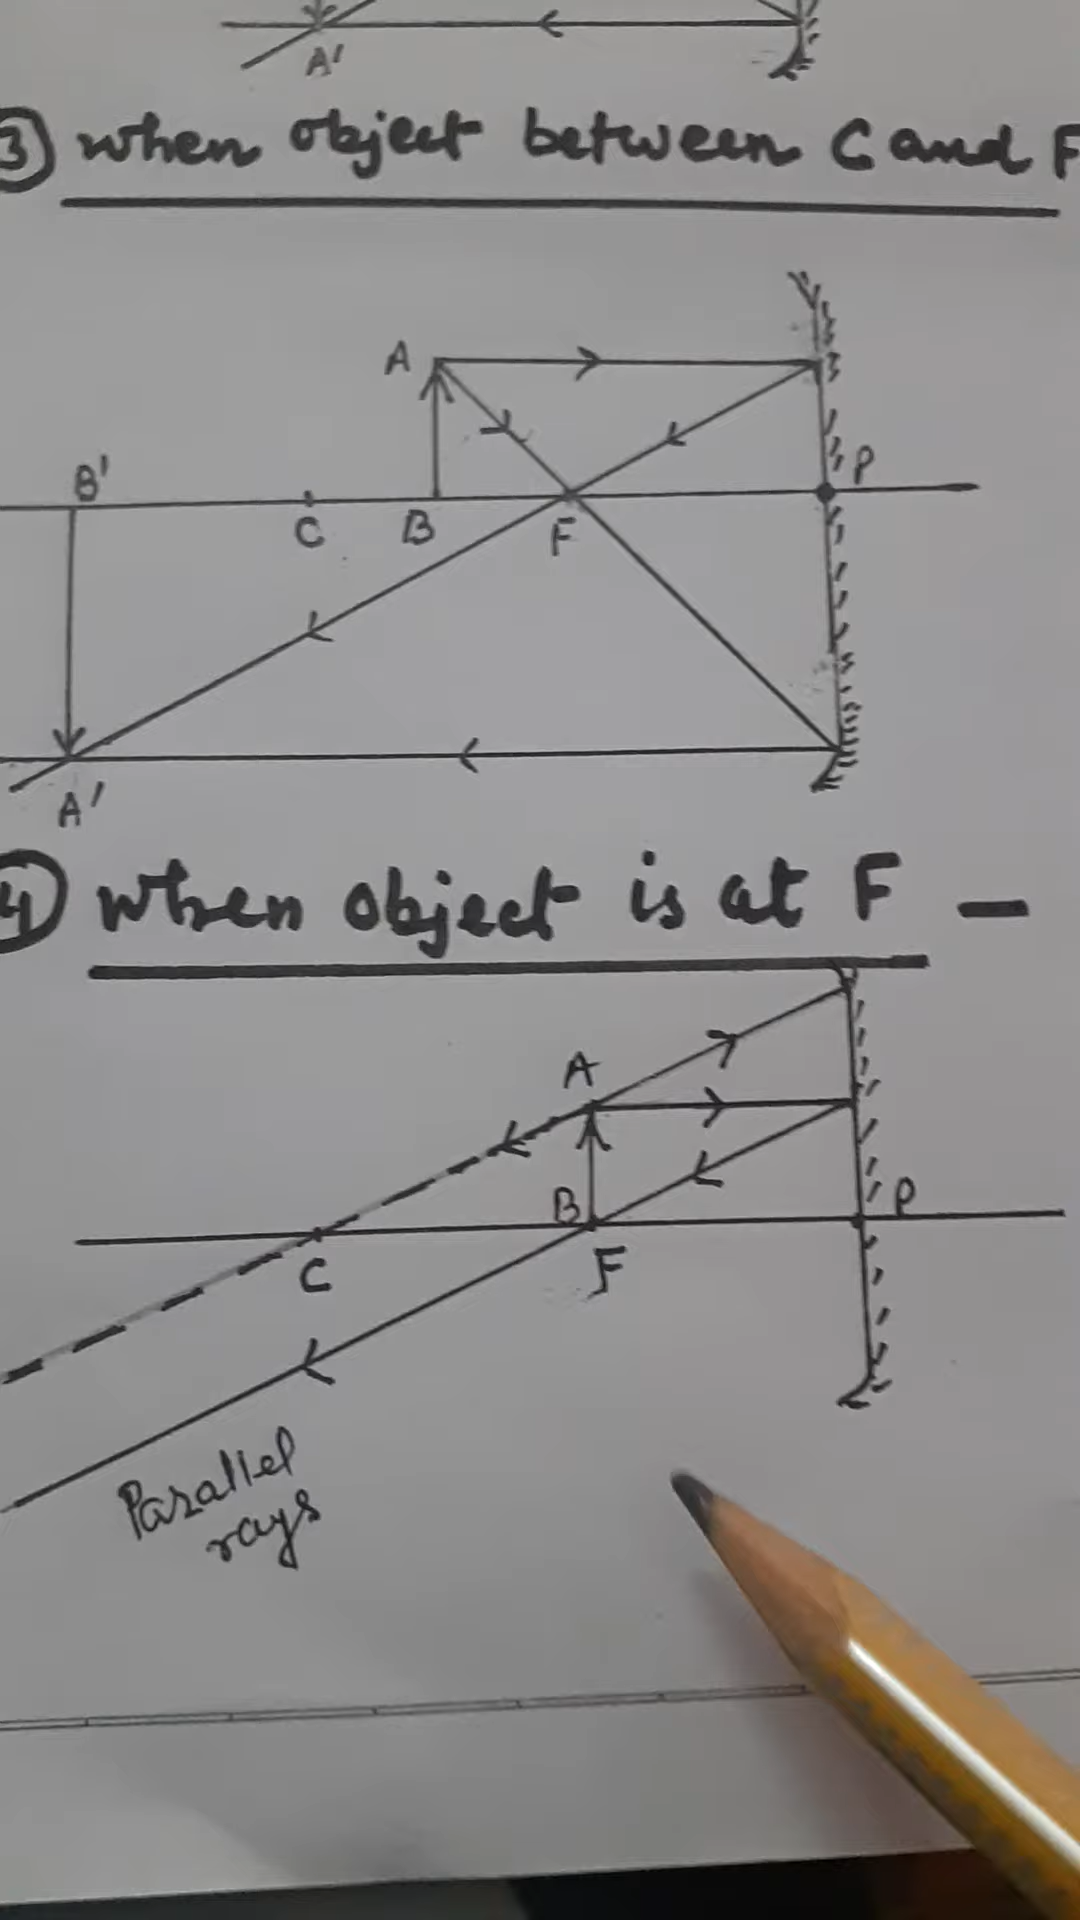 A'
③ when object between C and F
A
B'
P
C
B
F
A'
④ when object is at F –
A
B
P
C
F
Parallel
rays